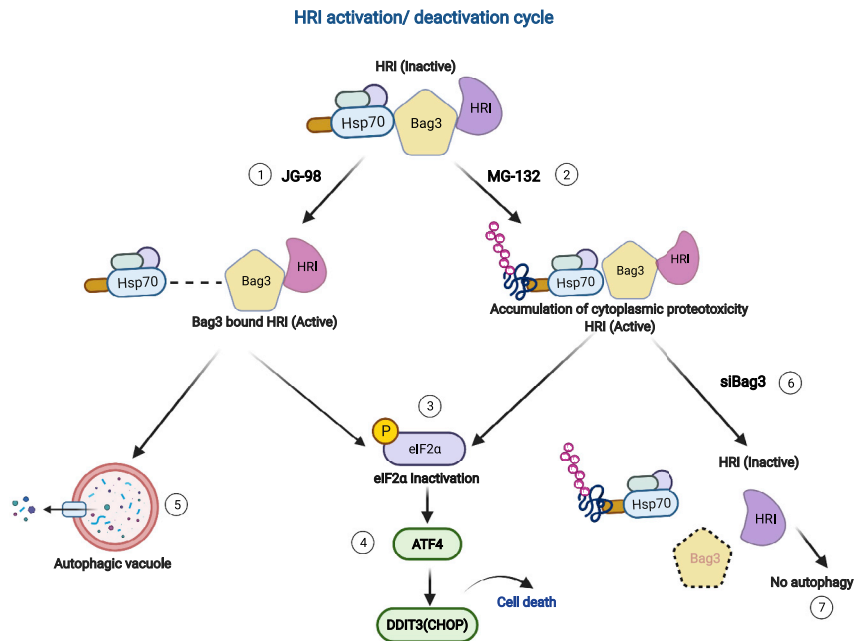 HRI activation/ deactivation cycle
HRI (Inactive)
Hsp70
Bag3
HRI
1 JG-98
MG-132 2
Hsp70
Bag3
HRI
Bag3 bound HRI (Active)
Hsp70
Bag3
HRI
Accumulation of cytoplasmic proteotoxicity
HRI (Active)
siBag3 6
3
P
eIF2α
eIF2α Inactivation
HRI (Inactive)
Hsp70
HRI
Bag3
5
Autophagic vacuole
4 ATF4
No autophagy
7
Cell death
DDIT3(CHOP)